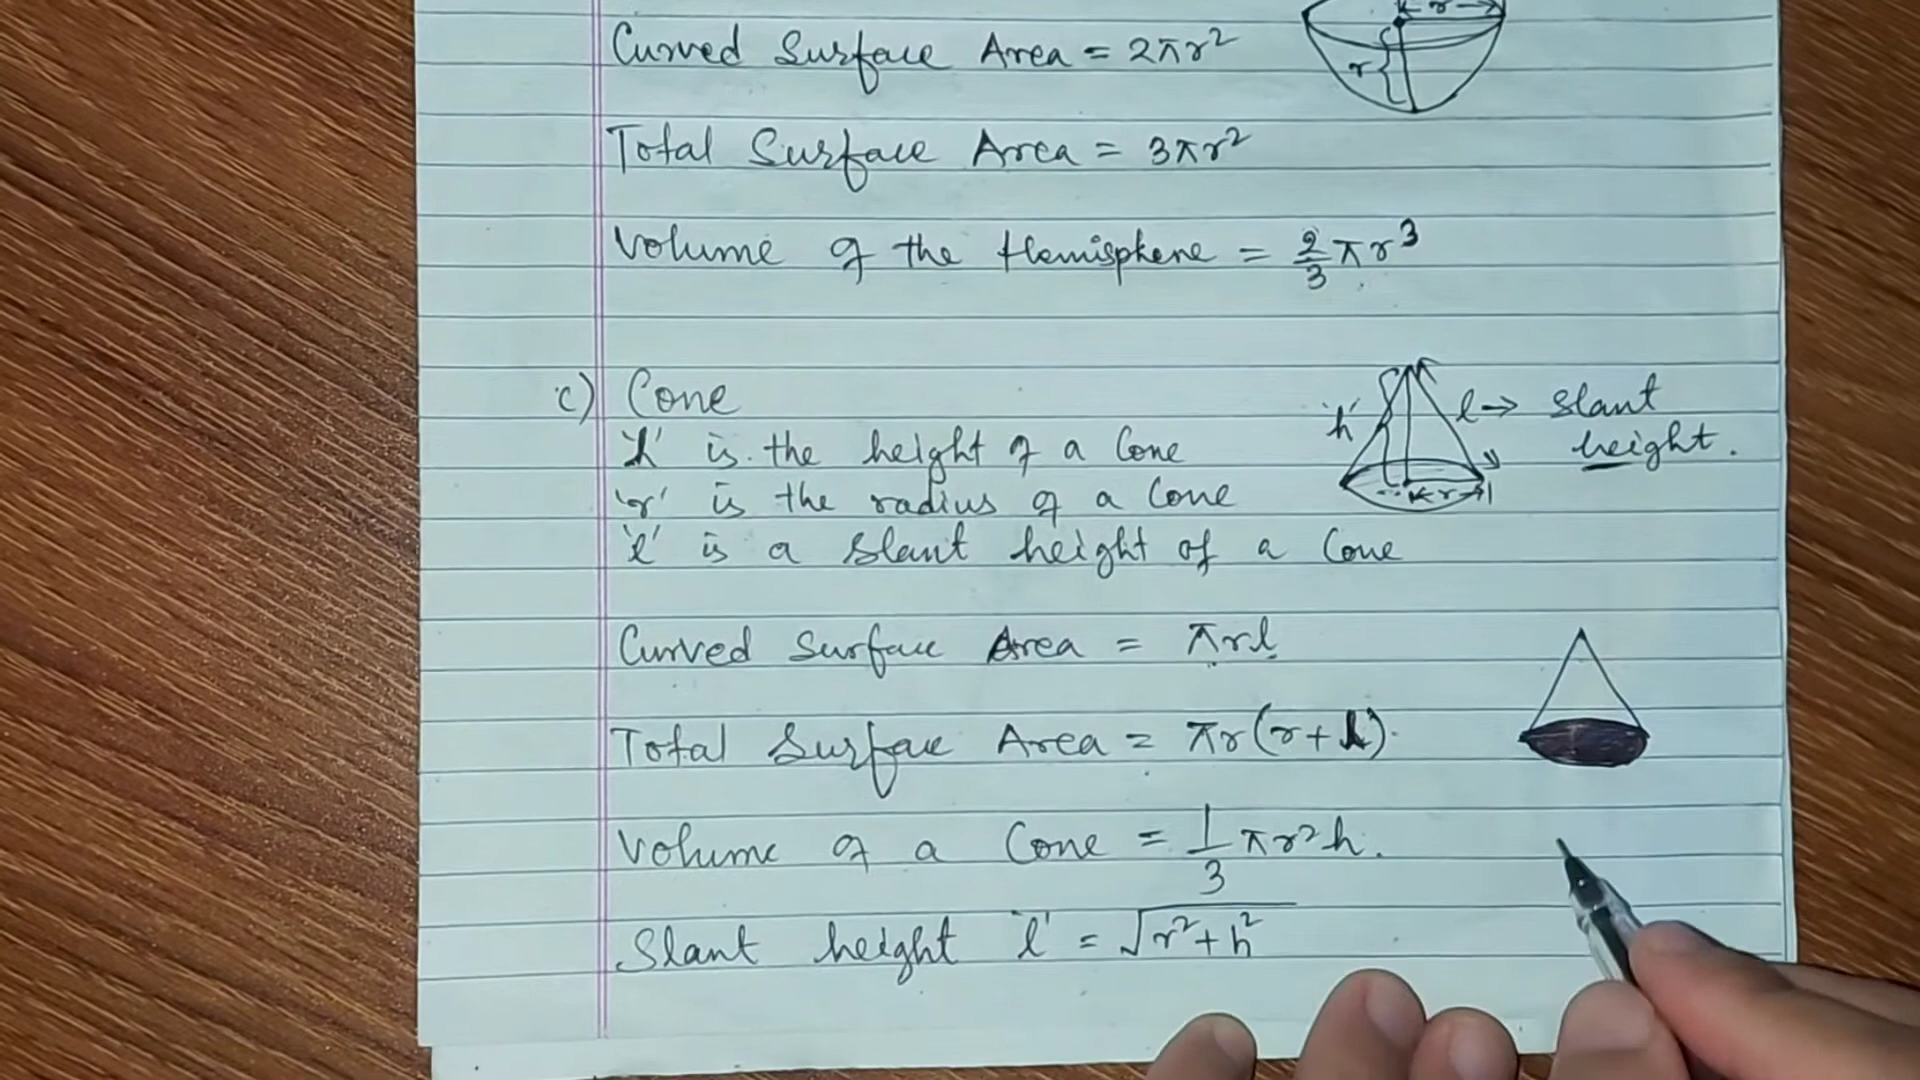 r
Curved Surface Area = 2πr²
r
Total Surface Area = 3πr²
Volume of the Hemisphere = 2/3 πr³
c) Cone
'h' l → slant height.
'h' is the height of a Cone
'r' is the radius of a Cone
r
'l' is a slant height of a Cone
Curved Surface Area = πrl
Total Surface Area = πr(r+l).
Volume of a Cone = 1/3 πr²h.
Slant height 'l' = √r²+h²